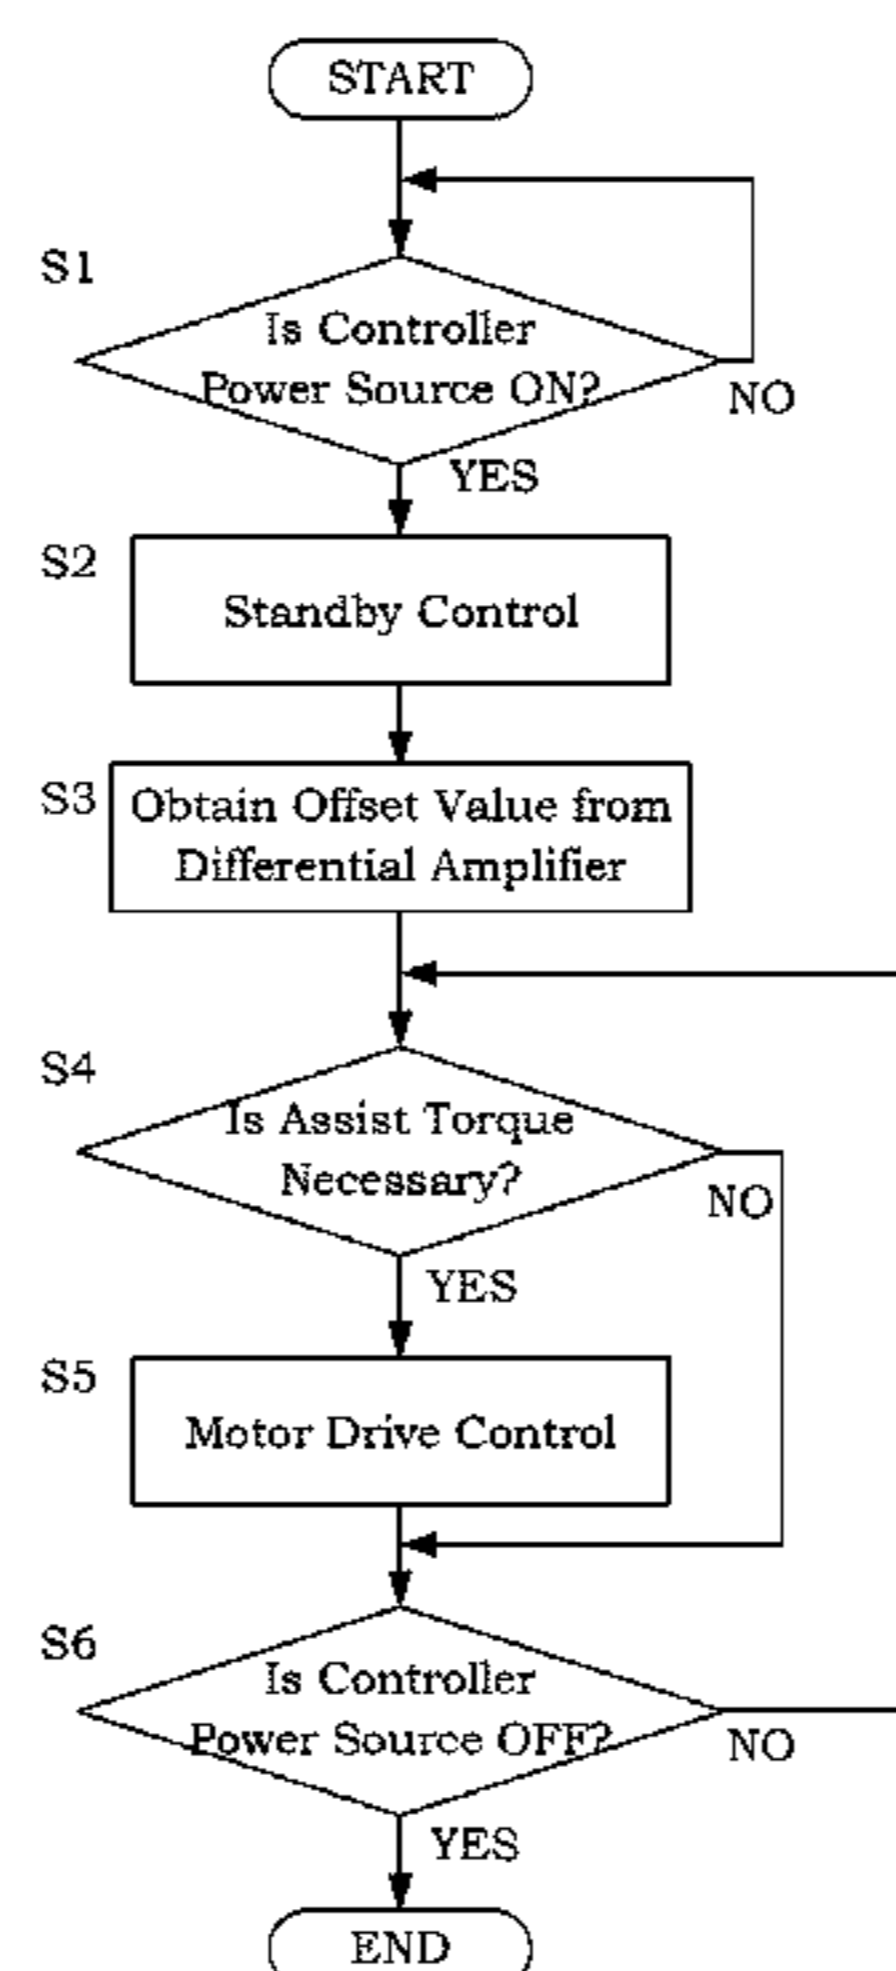 START
S1
Is Controller
Power Source ON?
NO
YES
S2
Standby Control
S3
Obtain Offset Value from
Differential Amplifier
S4
Is Assist Torque
Necessary?
NO
YES
S5
Motor Drive Control
S6
Is Controller
Power Source OFF?
NO
YES
END